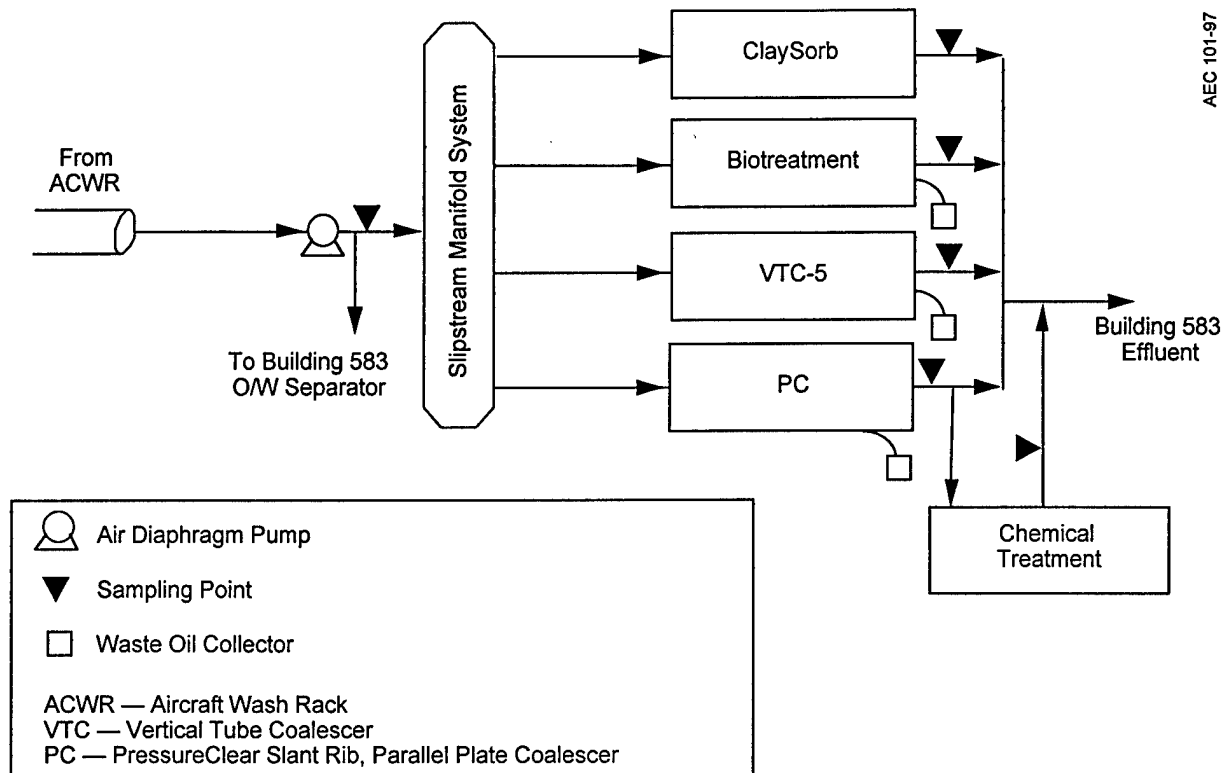 AEC 101-97
From
ACWR
To Building 583
O/W Separator
Slipstream Manifold System
ClaySorb
Biotreatment
VTC-5
PC
Building 583
Effluent
Chemical
Treatment
Air Diaphragm Pump
Sampling Point
Waste Oil Collector
ACWR — Aircraft Wash Rack
VTC — Vertical Tube Coalescer
PC — PressureClear Slant Rib, Parallel Plate Coalescer